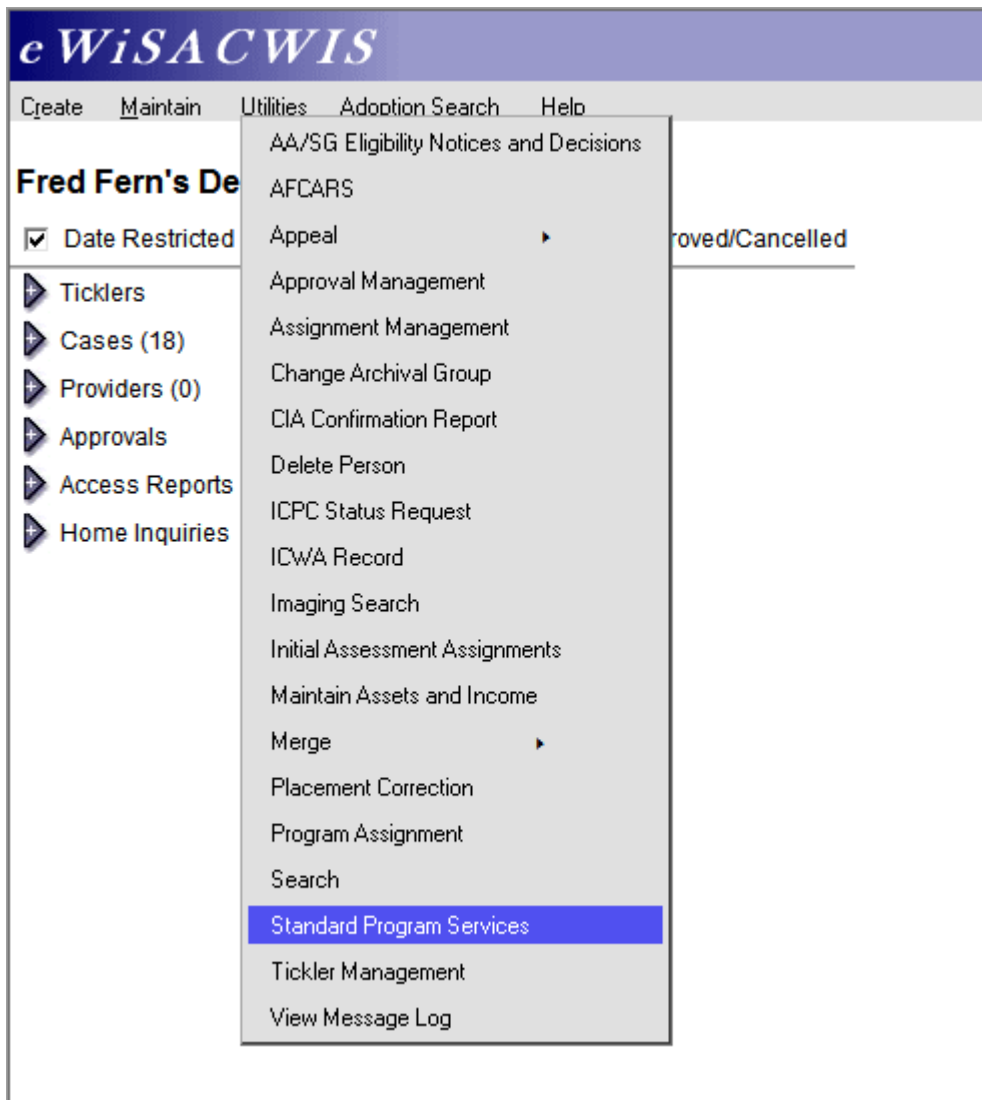 e WiSACWIS
Create Maintain Utilities Adoption Search Help
Fred Fern's De
Date Restricted
roved/Cancelled
Ticklers
Cases (18)
Providers (0)
Approvals
Access Reports
Home Inquiries
AA/SG Eligibility Notices and Decisions
AFCARS
Appeal
Approval Management
Assignment Management
Change Archival Group
CIA Confirmation Report
Delete Person
ICPC Status Request
ICWA Record
Imaging Search
Initial Assessment Assignments
Maintain Assets and Income
Merge
Placement Correction
Program Assignment
Search
Standard Program Services
Tickler Management
View Message Log